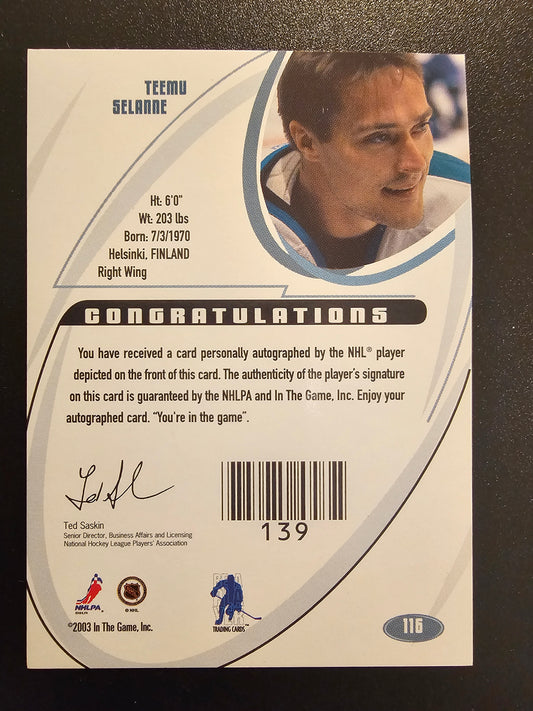 TEEMU
SELANNE
Ht: 6'0"
Wt: 203 lbs
Born: 7/3/1970
Helsinki, FINLAND
Right Wing
CONGRATULATIONS
You have received a card personally autographed by the NHL® player
depicted on the front of this card. The authenticity of the player's signature
on this card is guaranteed by the NHLPA and In The Game, Inc. Enjoy your
autographed card. "You're in the game".
Ted Saskin
Senior Director, Business Affairs and Licensing
National Hockey League Players' Association
139
NHLPA
© NHL
TRADING CARDS
©2003 In The Game, Inc.
116